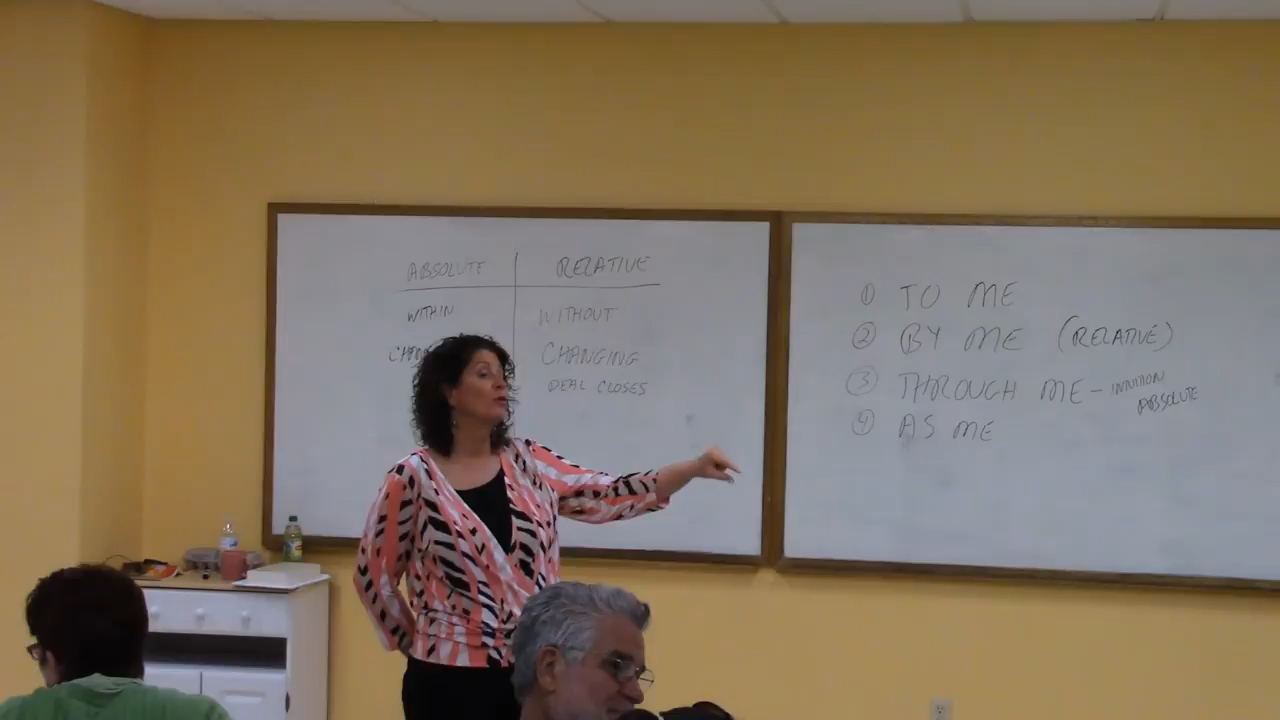 ABSOLUTE RELATIVE
WITHIN WITHOUT
CHANGING
DEAL CLOSES
① TO ME
② BY ME (RELATIVE)
③ THROUGH ME - INTUITION
ABSOLUTE
④ AS ME